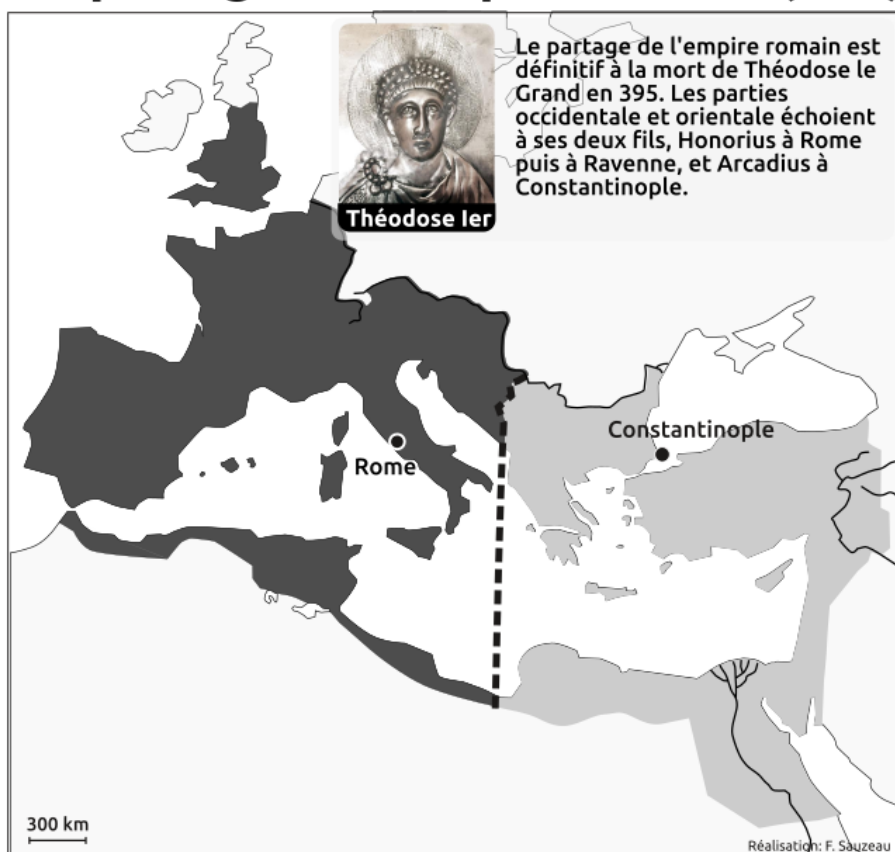 Le partage de l'empire romain est
définitif à la mort de Théodose le
Grand en 395. Les parties
occidentale et orientale échoient
à ses deux fils, Honorius à Rome
puis à Ravenne, et Arcadius à
Constantinople.
Théodose Ier
Constantinople
Rome
300 km
Réalisation: F. Sauzeau